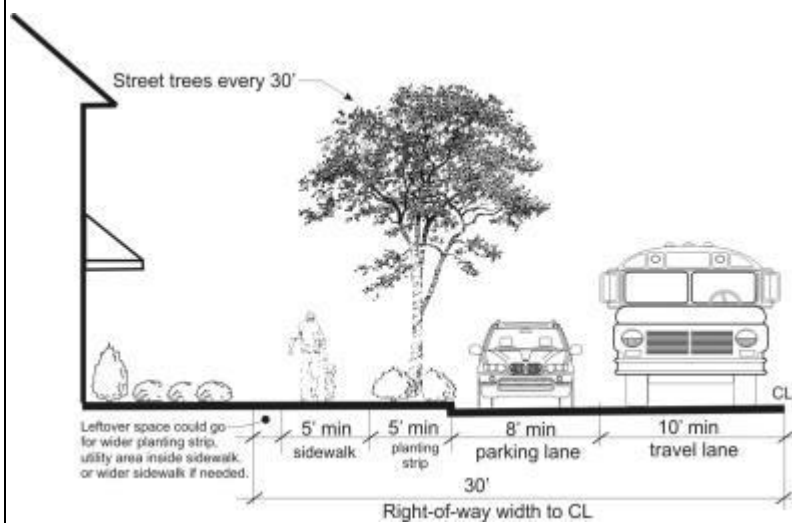 Street trees every 30'
CL
Leftover space could go
for wider planting strip,
utility area inside sidewalk,
or wider sidewalk if needed.
5' min
sidewalk
5' min
planting
strip
8' min
parking lane
10' min
travel lane
30'
Right-of-way width to CL